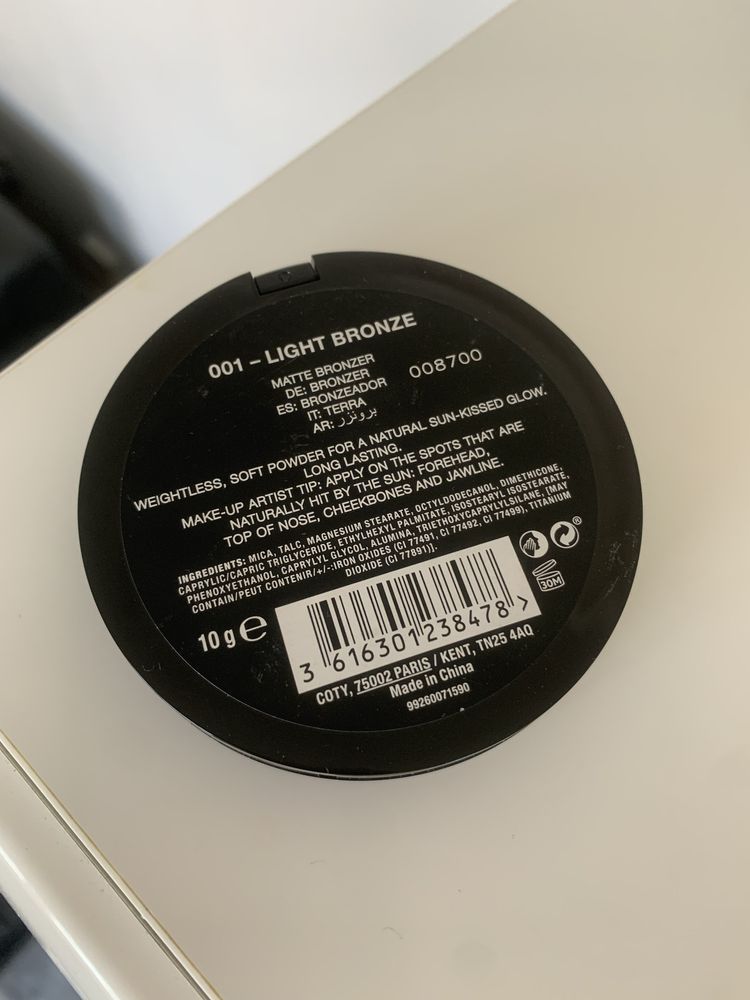 001 – LIGHT BRONZE
MATTE BRONZER
DE: BRONZER
008700
ES: BRONZEADOR
IT: TERRA
AR: برونزر
WEIGHTLESS, SOFT POWDER FOR A NATURAL SUN-KISSED GLOW.
LONG LASTING.
MAKE-UP ARTIST TIP: APPLY ON THE SPOTS THAT ARE
NATURALLY HIT BY THE SUN: FOREHEAD,
TOP OF NOSE, CHEEKBONES AND JAWLINE.
INGREDIENTS: MICA, TALC, MAGNESIUM STEARATE, OCTYLDODECANOL, DIMETHICONE,
CAPRYLIC/CAPRIC TRIGLYCERIDE, ETHYLHEXYL PALMITATE, ISOSTEARYL ISOSTEARATE,
PHENOXYETHANOL, CAPRYLYL GLYCOL, ALUMINA, TRIETHOXYCAPRYLYLSILANE, [MAY
CONTAIN/PEUT CONTENIR/+/-:IRON OXIDES (CI 77491, CI 77492, CI 77499), TITANIUM
DIOXIDE (CI 77891)].
30M
10 g e
3 616301 238478 >
COTY, 75002 PARIS / KENT, TN25 4AQ
Made in China
99260071590